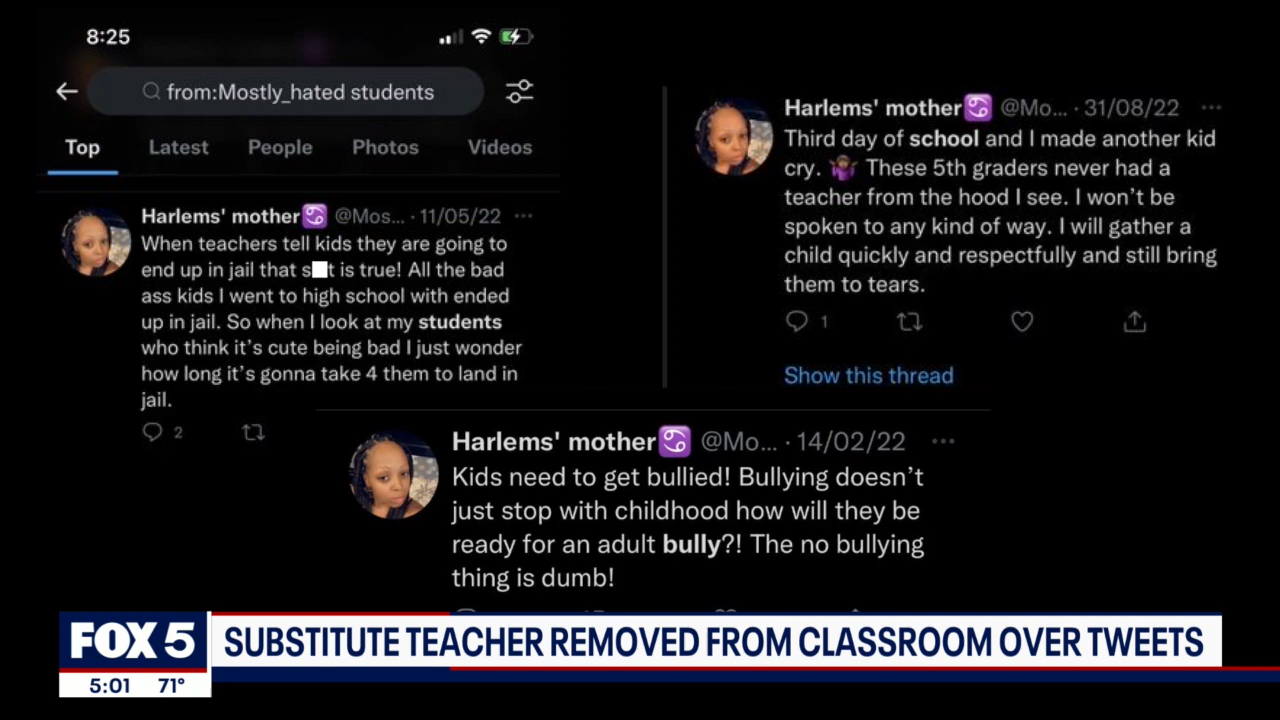 8:25
from:Mostly_hated students
Top Latest People Photos Videos
Harlems' mother♋ @Mos... · 11/05/22 ···
When teachers tell kids they are going to
end up in jail that s t is true! All the bad
ass kids I went to high school with ended
up in jail. So when I look at my students
who think it's cute being bad I just wonder
how long it's gonna take 4 them to land in
jail.
2
Harlems' mother♋ @Mo... · 31/08/22 ···
Third day of school and I made another kid
cry. 🤷🏾‍♀️ These 5th graders never had a
teacher from the hood I see. I won't be
spoken to any kind of way. I will gather a
child quickly and respectfully and still bring
them to tears.
1
Show this thread
Harlems' mother♋ @Mo... · 14/02/22 ···
Kids need to get bullied! Bullying doesn't
just stop with childhood how will they be
ready for an adult bully?! The no bullying
thing is dumb!
FOX 5
SUBSTITUTE TEACHER REMOVED FROM CLASSROOM OVER TWEETS
5:01 71°